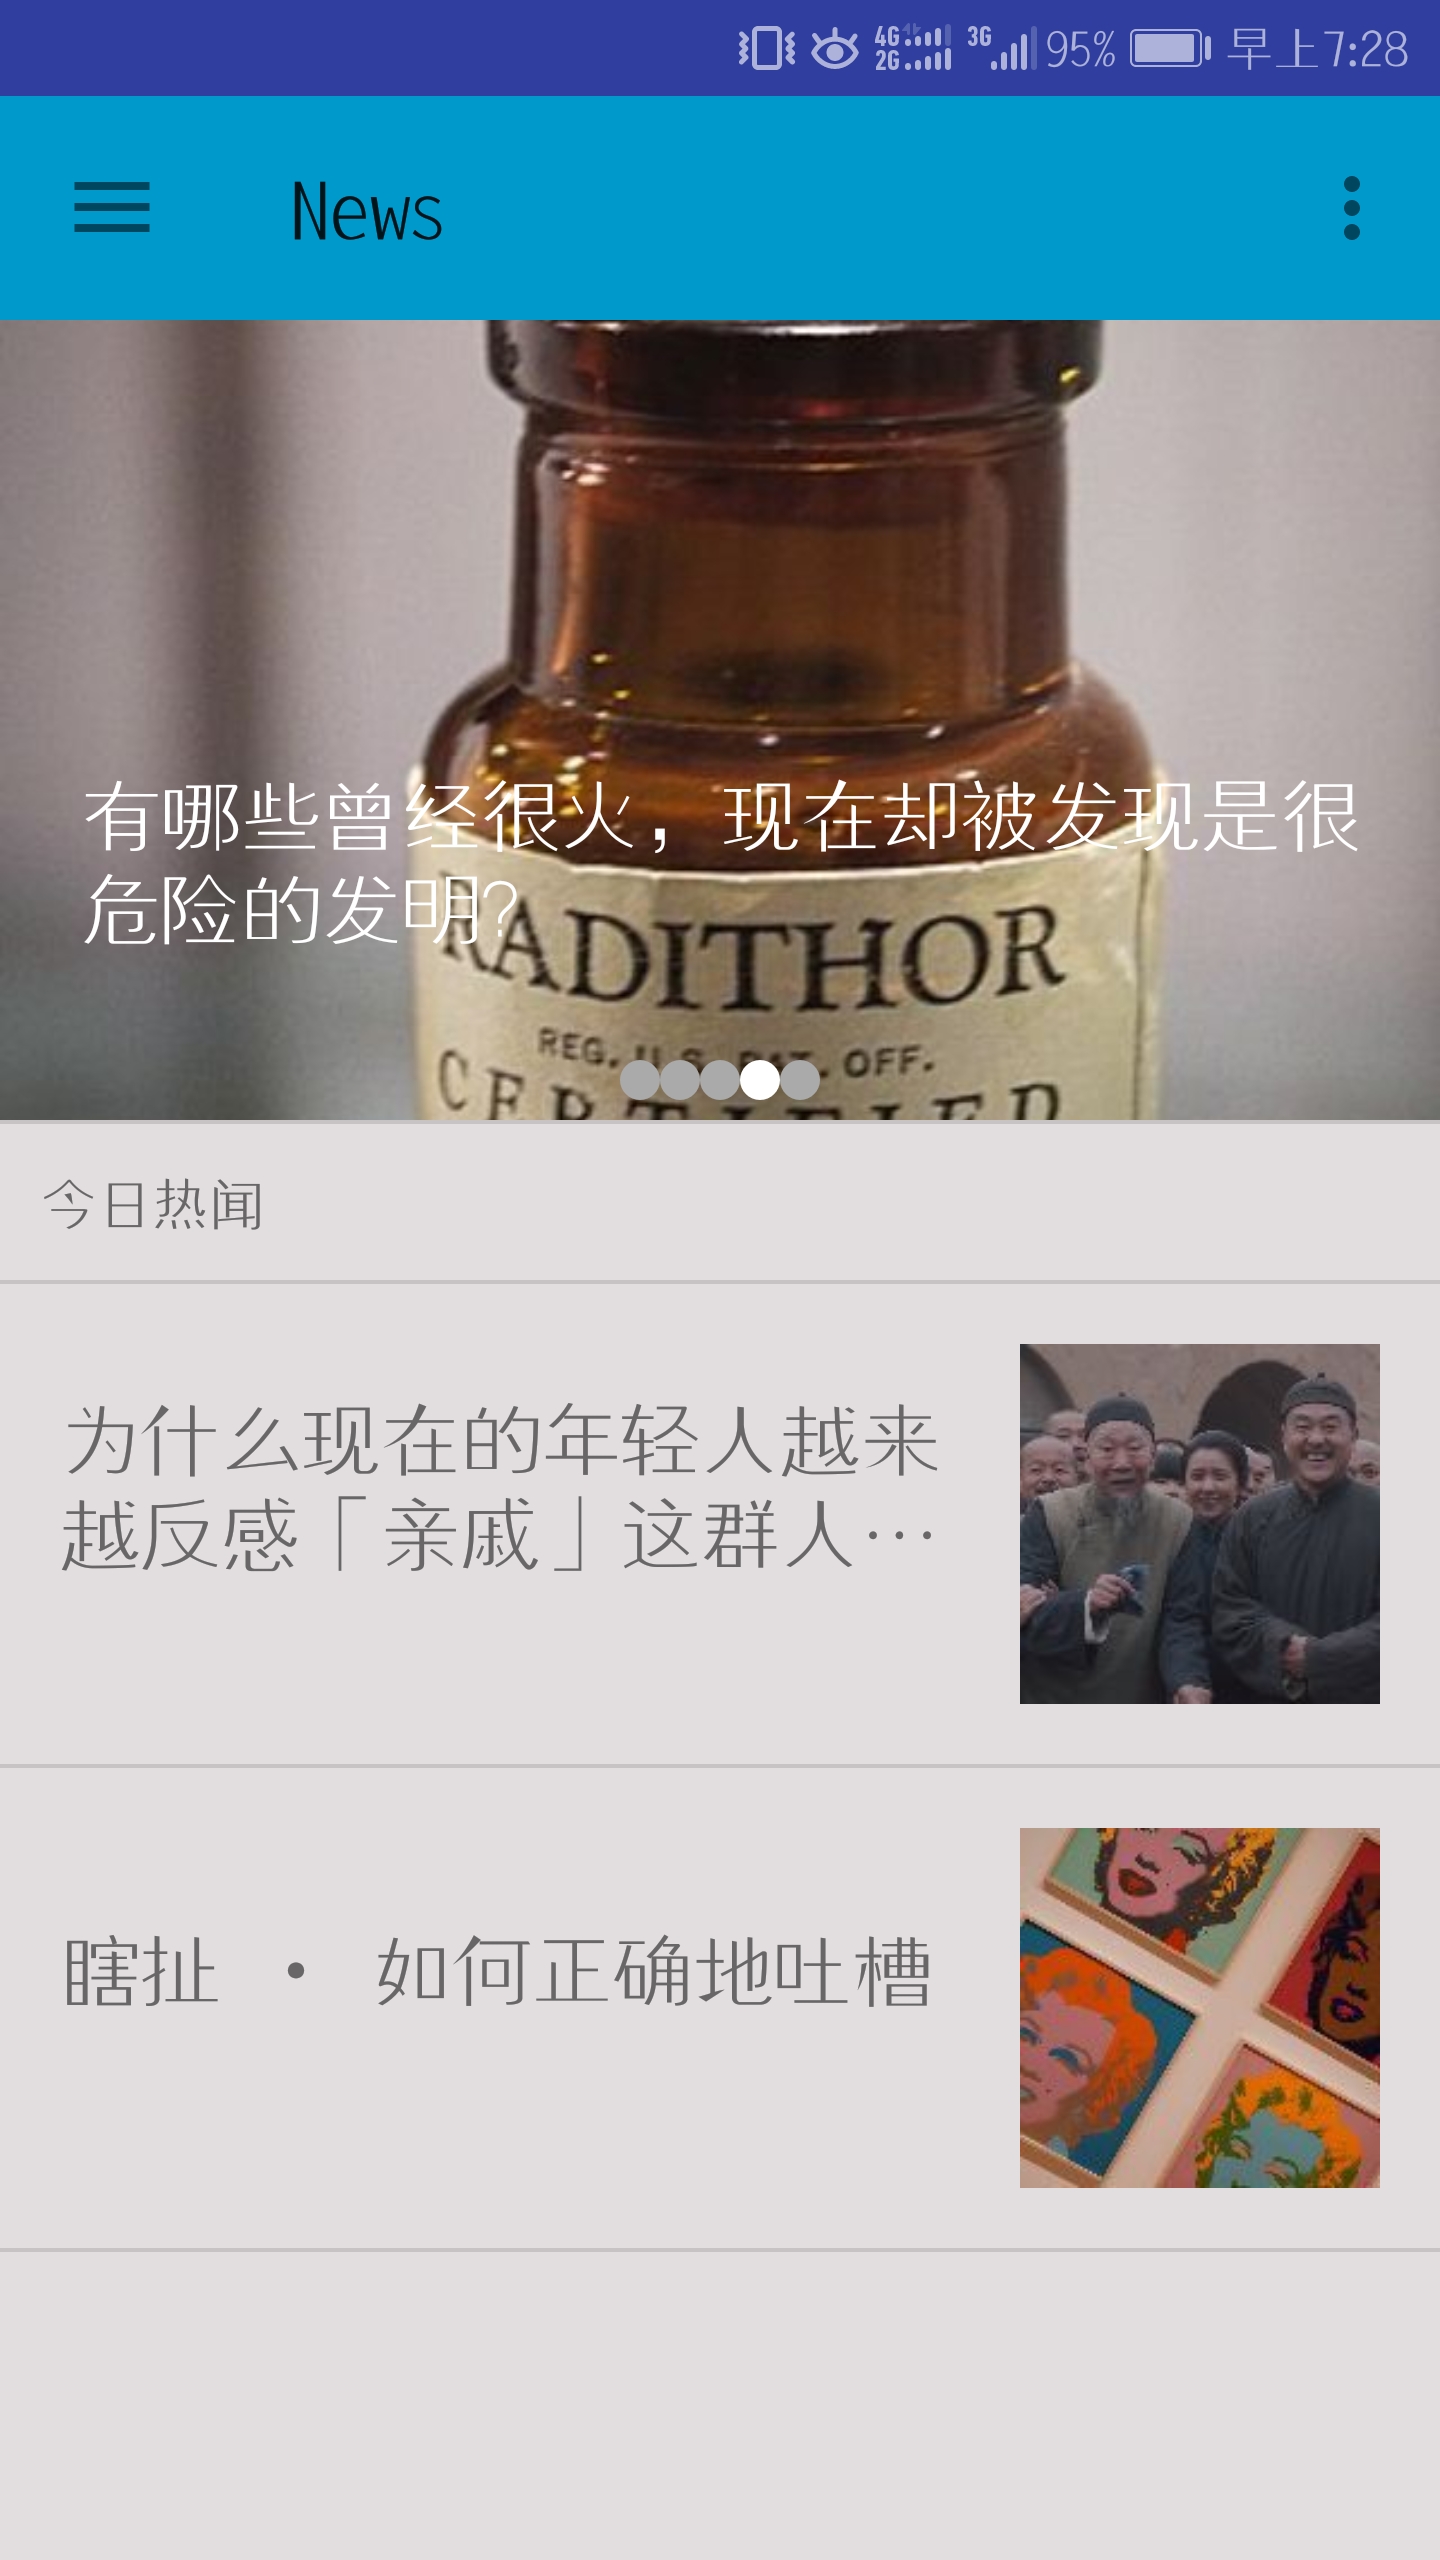 4G 2G 3G 95% 早上7:28
News
有哪些曾经很火，现在却被发现是很
危险的发明?
RADITHOR
REG. U.S. PAT. OFF.
CERTIFIED
今日热闻
为什么现在的年轻人越来
越反感「亲戚」这群人…
瞎扯 · 如何正确地吐槽